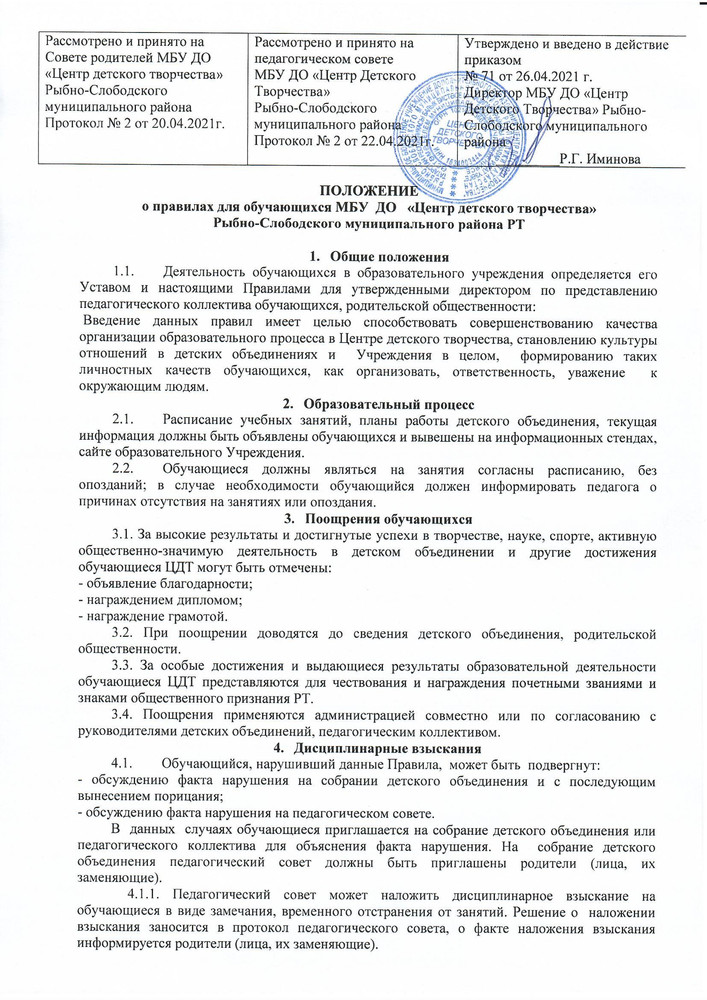 Рассмотрено и принято на
Совете родителей МБУ ДО
«Центр детского творчества»
Рыбно-Слободского
муниципального района
Протокол № 2 от 20.04.2021г.
Рассмотрено и принято на
педагогическом совете
МБУ ДО «Центр Детского
Творчества»
Рыбно-Слободского
муниципального района
Протокол № 2 от 22.04.2021г.
Утверждено и введено в действие
приказом
№ 71 от 26.04.2021 г.
Директор МБУ ДО «Центр
Детского Творчества» Рыбно-
Слободского муниципального
района
Р.Г. Иминова
ЦЕНТР
ДЕТСКОГО
ТВОРЧЕСТВА
ИНН 1634003444
ПОЛОЖЕНИЕ
о правилах для обучающихся МБУ ДО «Центр детского творчества»
Рыбно-Слободского муниципального района РТ
1. Общие положения
1.1. Деятельность обучающихся в образовательного учреждения определяется его
Уставом и настоящими Правилами для утвержденными директором по представлению
педагогического коллектива обучающихся, родительской общественности:
Введение данных правил имеет целью способствовать совершенствованию качества
организации образовательного процесса в Центре детского творчества, становлению культуры
отношений в детских объединениях и Учреждения в целом, формированию таких
личностных качеств обучающихся, как организовать, ответственность, уважение к
окружающим людям.
2. Образовательный процесс
2.1. Расписание учебных занятий, планы работы детского объединения, текущая
информация должны быть объявлены обучающихся и вывешены на информационных стендах,
сайте образовательного Учреждения.
2.2. Обучающиеся должны являться на занятия согласны расписанию, без
опозданий; в случае необходимости обучающийся должен информировать педагога о
причинах отсутствия на занятиях или опоздания.
3. Поощрения обучающихся
3.1. За высокие результаты и достигнутые успехи в творчестве, науке, спорте, активную
общественно-значимую деятельность в детском объединении и другие достижения
обучающиеся ЦДТ могут быть отмечены:
- объявление благодарности;
- награждением дипломом;
- награждение грамотой.
3.2. При поощрении доводятся до сведения детского объединения, родительской
общественности.
3.3. За особые достижения и выдающиеся результаты образовательной деятельности
обучающиеся ЦДТ представляются для чествования и награждения почетными званиями и
знаками общественного признания РТ.
3.4. Поощрения применяются администрацией совместно или по согласованию с
руководителями детских объединений, педагогическим коллективом.
4. Дисциплинарные взыскания
4.1. Обучающийся, нарушивший данные Правила, может быть подвергнут:
- обсуждению факта нарушения на собрании детского объединения и с последующим
вынесением порицания;
- обсуждению факта нарушения на педагогическом совете.
В данных случаях обучающиеся приглашается на собрание детского объединения или
педагогического коллектива для объяснения факта нарушения. На собрание детского
объединения педагогический совет должны быть приглашены родители (лица, их
заменяющие).
4.1.1. Педагогический совет может наложить дисциплинарное взыскание на
обучающиеся в виде замечания, временного отстранения от занятий. Решение о наложении
взыскания заносится в протокол педагогического совета, о факте наложения взыскания
информируется родители (лица, их заменяющие).